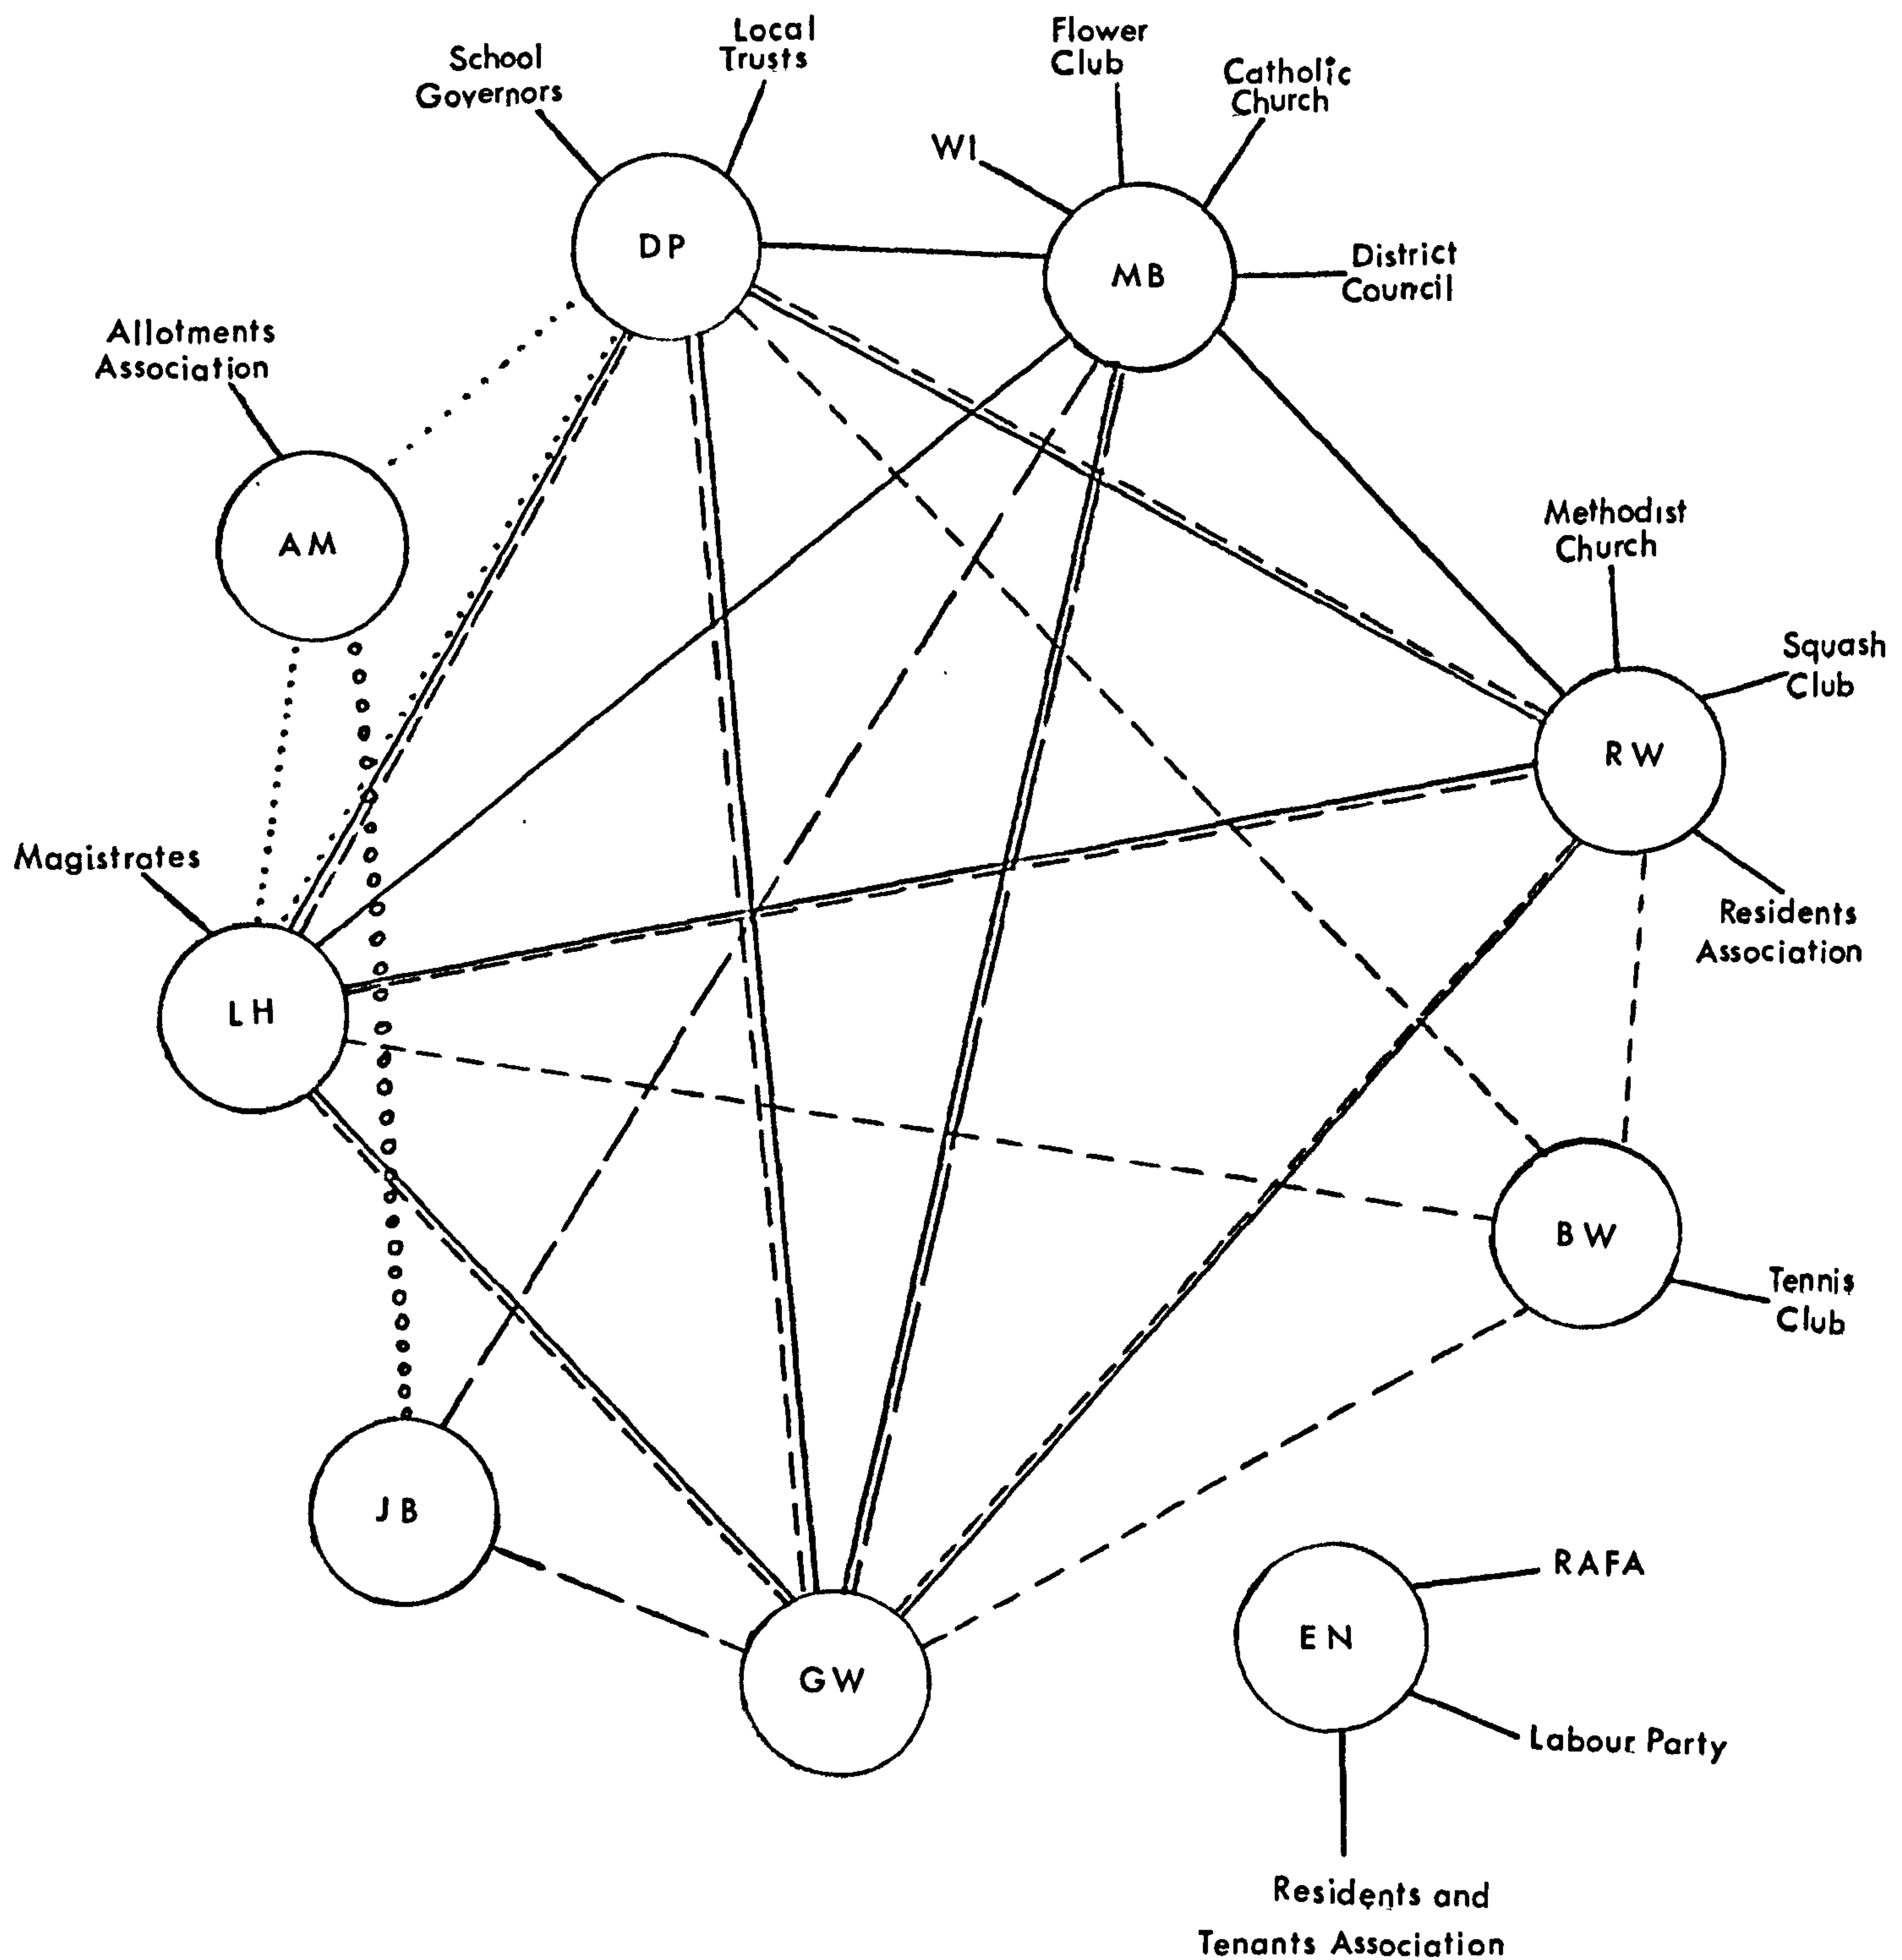 Local
Trusts
School
Governors
Flower
Club
Catholic
Church
WI
DP
MB
District
Council
Allotments
Association
AM
Methodist
Church
Squash
Club
RW
Magistrates
Residents
Association
LH
BW
Tennis
Club
JB
GW
EN
RAFA
Labour Party
Residents and
Tenants Association